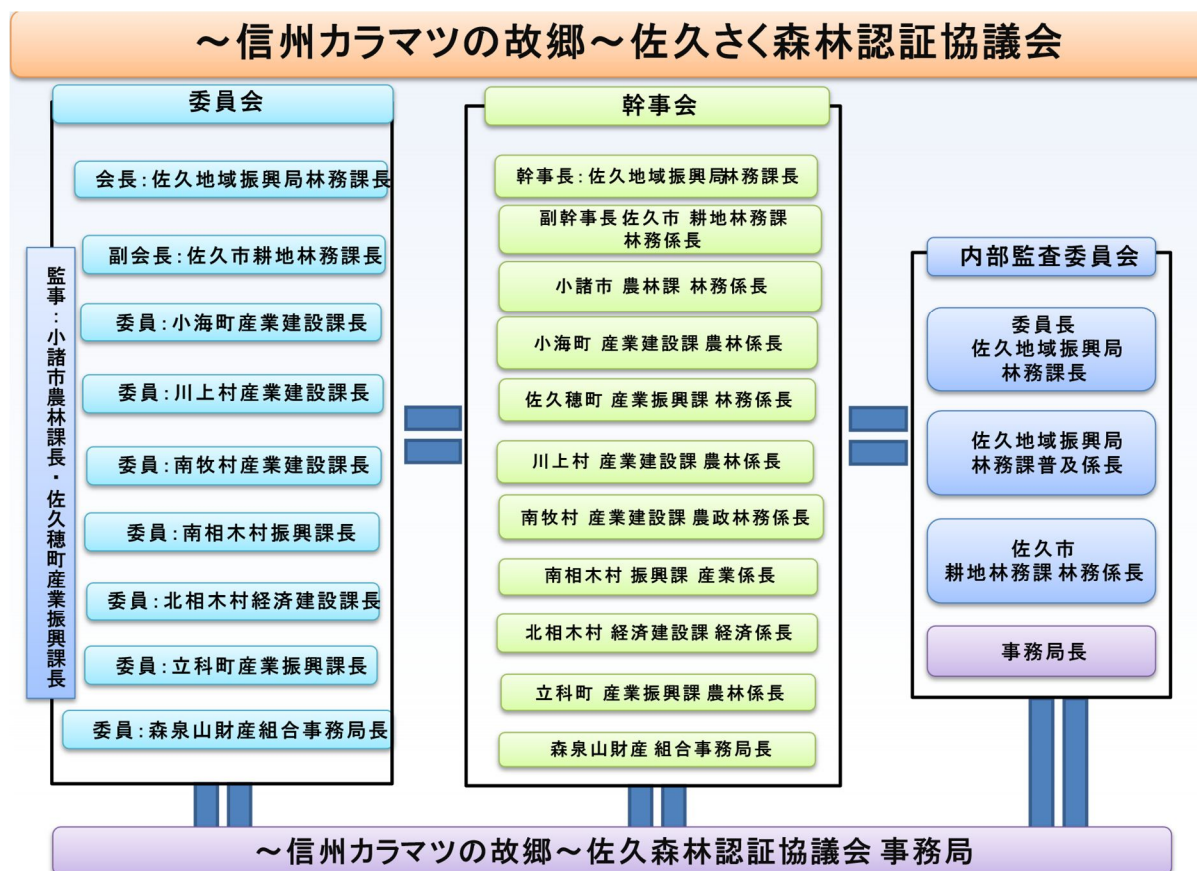 ～信州カラマツの故郷～佐久さく森林認証協議会
委員会
会長:佐久地域振興局林務課長
副会長:佐久市耕地林務課長
委員:小海町産業建設課長
委員:川上村産業建設課長
委員:南牧村産業建設課長
委員:南相木村振興課長
委員:北相木村経済建設課長
委員:立科町産業振興課長
委員:森泉山財産組合事務局長
監事:小諸市農林課長・佐久穂町産業振興課長
幹事会
幹事長:佐久地域振興局林務課長
副幹事長佐久市 耕地林務課
林務係長
小諸市 農林課 林務係長
小海町 産業建設課 農林係長
佐久穂町 産業振興課 林務係長
川上村 産業建設課 農林係長
南牧村 産業建設課 農政林務係長
南相木村 振興課 産業係長
北相木村 経済建設課 経済係長
立科町 産業振興課 農林係長
森泉山財産 組合事務局長
内部監査委員会
委員長
佐久地域振興局
林務課長
佐久地域振興局
林務課普及係長
佐久市
耕地林務課 林務係長
事務局長
～信州カラマツの故郷～佐久森林認証協議会 事務局